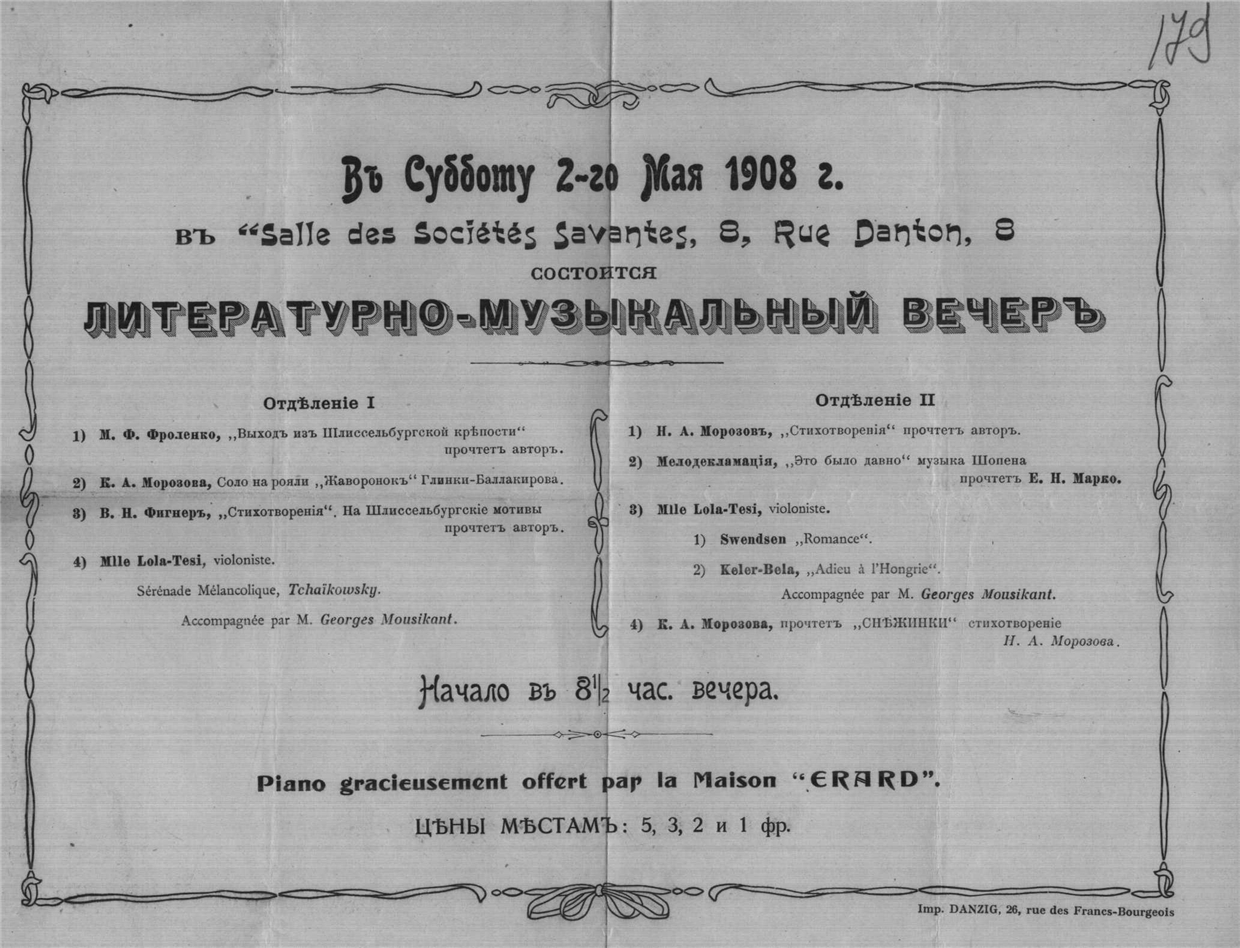 179
Въ Субботу 2-го Мая 1908 г.
въ “Salle des Sociétés Savantes, 8, Rue Danton, 8
состоится
ЛИТЕРАТУРНО-МУЗЫКАЛЬНЫЙ ВЕЧЕРЪ
Отдѣленіе I
1) М. Ф. Фроленко, „Выходъ изъ Шлиссельбургской крѣпости“
прочтетъ авторъ.
2) К. А. Морозова, Соло на рояли „Жаворонокъ“ Глинки-Баллакирова.
3) В. Н. Фигнеръ, „Стихотворенія“. На Шлиссельбургскіе мотивы
прочтетъ авторъ.
4) Mlle Lola-Tesi, violoniste.
Sérénade Mélancolique, Tchaïkowsky.
Accompagnée par M. Georges Mousikant.
Отдѣленіе II
1) Н. А. Морозовъ, „Стихотворенія“ прочтетъ авторъ.
2) Мелодекламація, „Это было давно“ музыка Шопена
прочтетъ Е. Н. Марко.
3) Mlle Lola-Tesi, violoniste.
1) Swendsen „Romance“.
2) Keler-Bela, „Adieu à l'Hongrie“.
Accompagnée par M. Georges Mousikant.
4) К. А. Морозова, прочтетъ „СНѢЖИНКИ“ стихотвореніе
Н. А. Морозова.
Начало въ 8 1/2 час. вечера.
Piano gracieusement offert par la Maison “ERARD”.
ЦѢНЫ МѢСТАМЪ: 5, 3, 2 и 1 фр.
Imp. DANZIG, 26, rue des Francs-Bourgeois